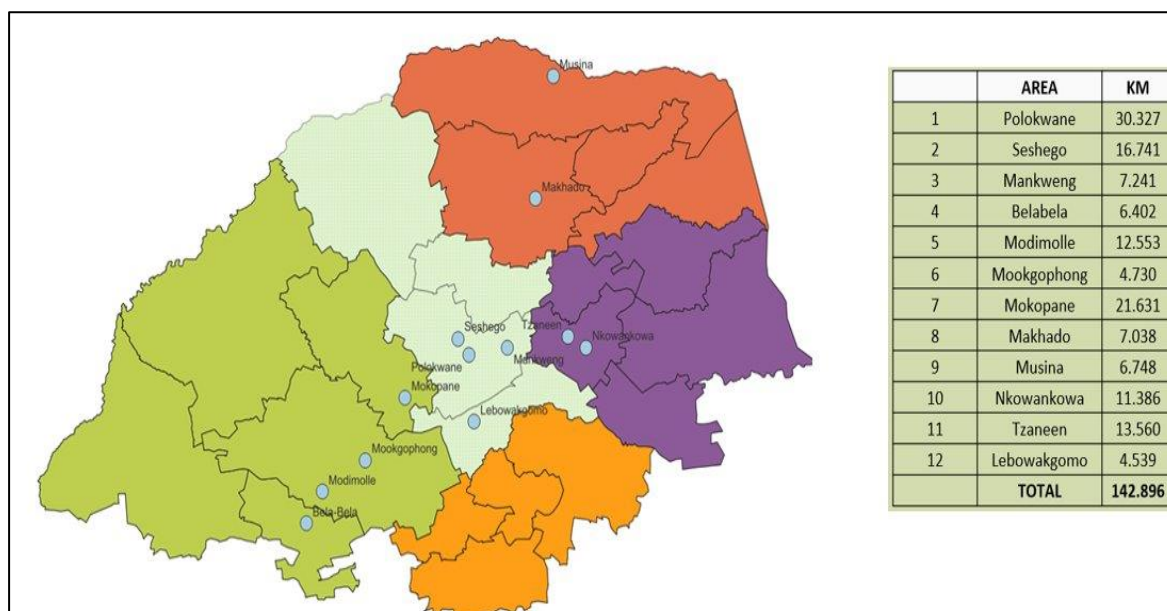 Musina
Makhado
Seshego
Tzaneen
Nkowankowa
Mankweng
Polokwane
Mokopane
Lebowakgomo
Mookgophong
Modimolle
Bela-Bela
AREA KM
1 Polokwane 30.327
2 Seshego 16.741
3 Mankweng 7.241
4 Belabela 6.402
5 Modimolle 12.553
6 Mookgophong 4.730
7 Mokopane 21.631
8 Makhado 7.038
9 Musina 6.748
10 Nkowankowa 11.386
11 Tzaneen 13.560
12 Lebowakgomo 4.539
TOTAL 142.896